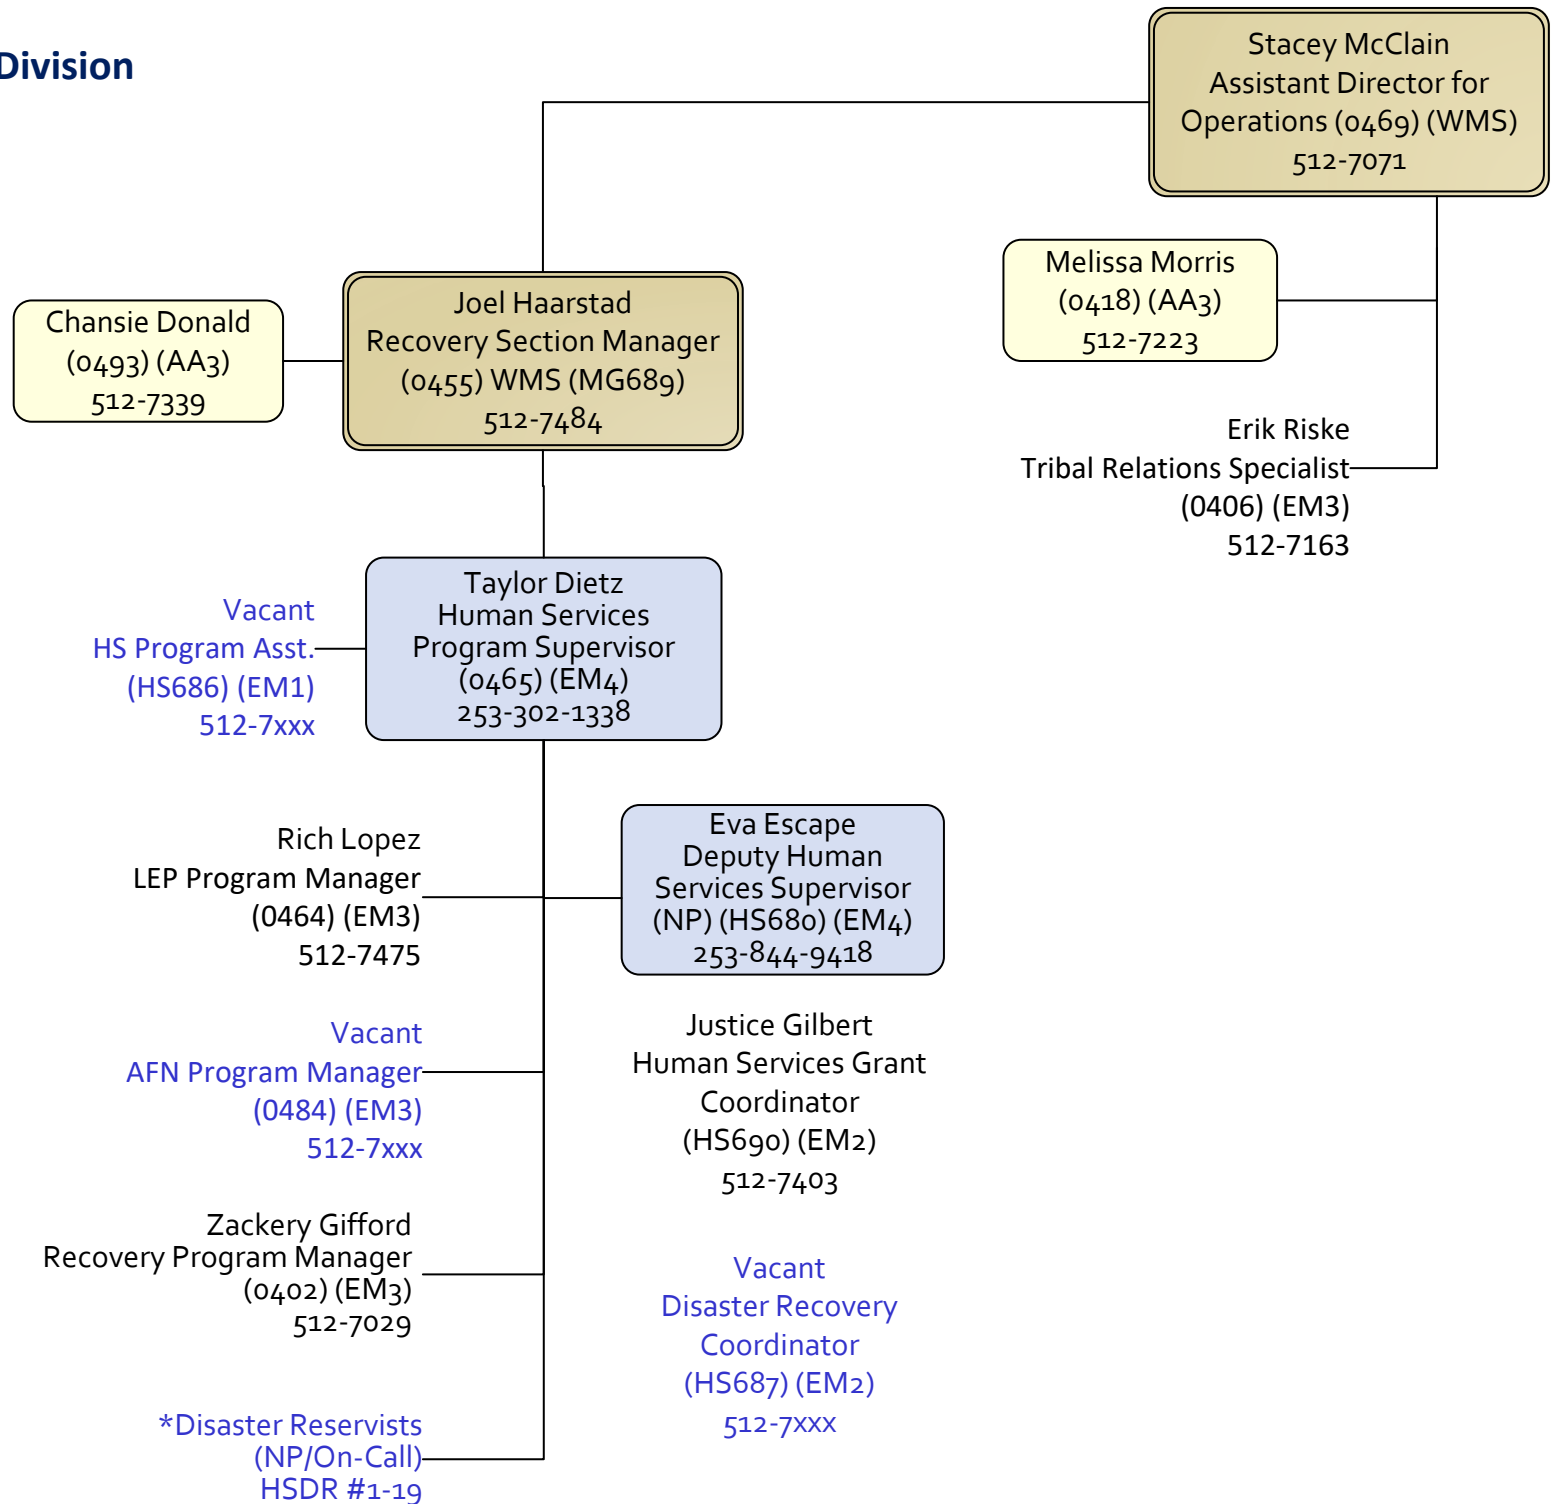 Division
Stacey McClain
Assistant Director for
Operations (0469) (WMS)
512-7071
Melissa Morris
(0418) (AA3)
512-7223
Erik Riske
Tribal Relations Specialist
(0406) (EM3)
512-7163
Chansie Donald
(0493) (AA3)
512-7339
Joel Haarstad
Recovery Section Manager
(0455) WMS (MG689)
512-7484
Taylor Dietz
Human Services
Program Supervisor
(0465) (EM4)
253-302-1338
Vacant
HS Program Asst.
(HS686) (EM1)
512-7xxx
Rich Lopez
LEP Program Manager
(0464) (EM3)
512-7475
Eva Escape
Deputy Human
Services Supervisor
(NP) (HS680) (EM4)
253-844-9418
Vacant
AFN Program Manager
(0484) (EM3)
512-7xxx
Justice Gilbert
Human Services Grant
Coordinator
(HS690) (EM2)
512-7403
Zackery Gifford
Recovery Program Manager
(0402) (EM3)
512-7029
Vacant
Disaster Recovery
Coordinator
(HS687) (EM2)
512-7xxx
*Disaster Reservists
(NP/On-Call)
HSDR #1-19